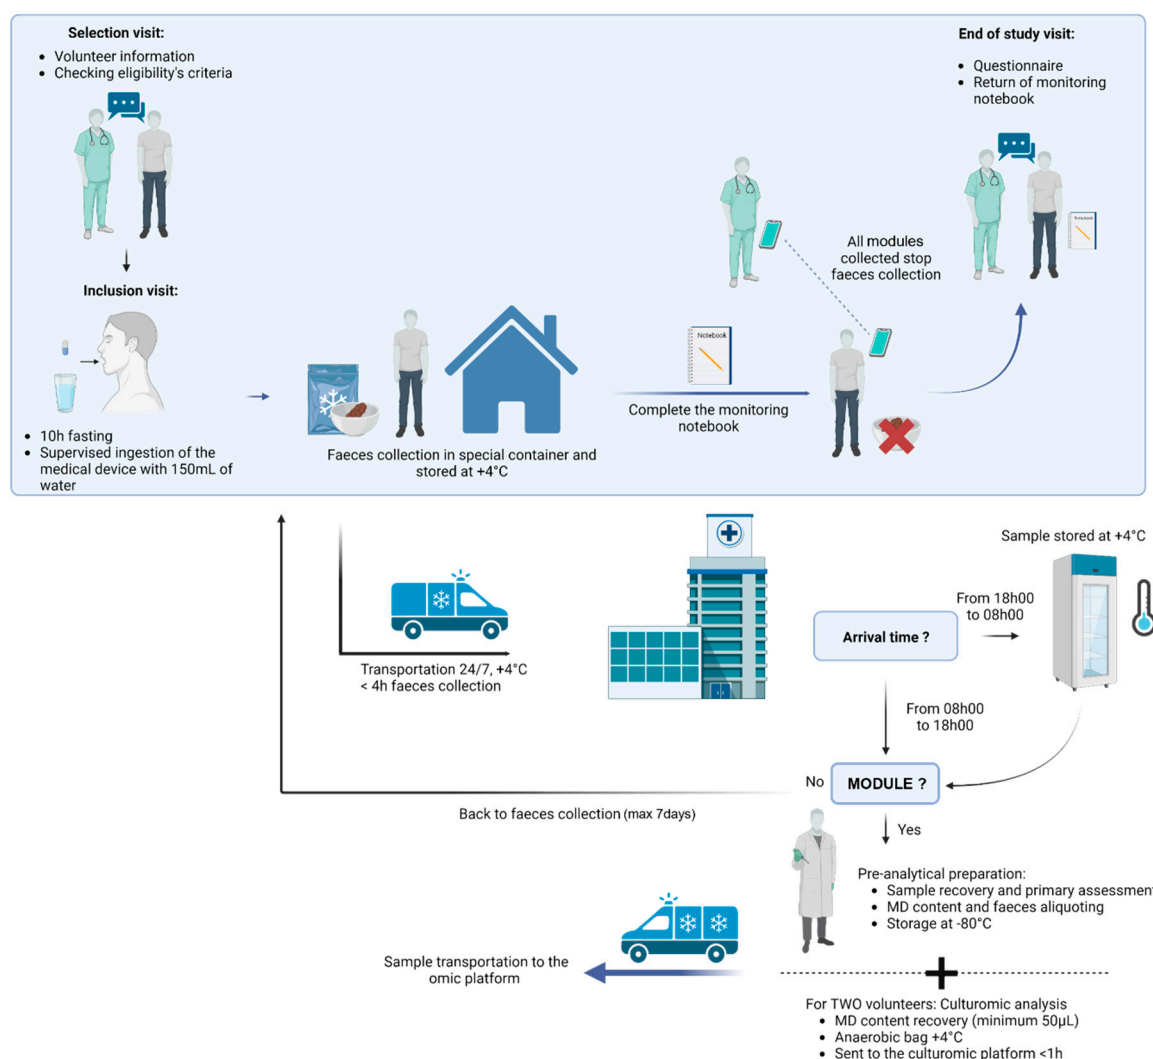 Selection visit:
• Volunteer information
• Checking eligibility's criteria
End of study visit:
• Questionnaire
• Return of monitoring
notebook
All modules
collected stop
faeces collection
Inclusion visit:
• 10h fasting
• Supervised ingestion of the
medical device with 150mL of
water
Faeces collection in special container and
stored at +4°C
Notebook
Complete the monitoring
notebook
Notebook
Transportation 24/7, +4°C
< 4h faeces collection
Sample stored at +4°C
Arrival time ?
From 18h00
to 08h00
From 08h00
to 18h00
No
MODULE ?
Back to faeces collection (max 7days)
Yes
Pre-analytical preparation:
• Sample recovery and primary assessment
• MD content and faeces aliquoting
• Storage at -80°C
Sample transportation to the
omic platform
For TWO volunteers: Culturomic analysis
• MD content recovery (minimum 50µL)
• Anaerobic bag +4°C
• Sent to the culturomic platform <1h